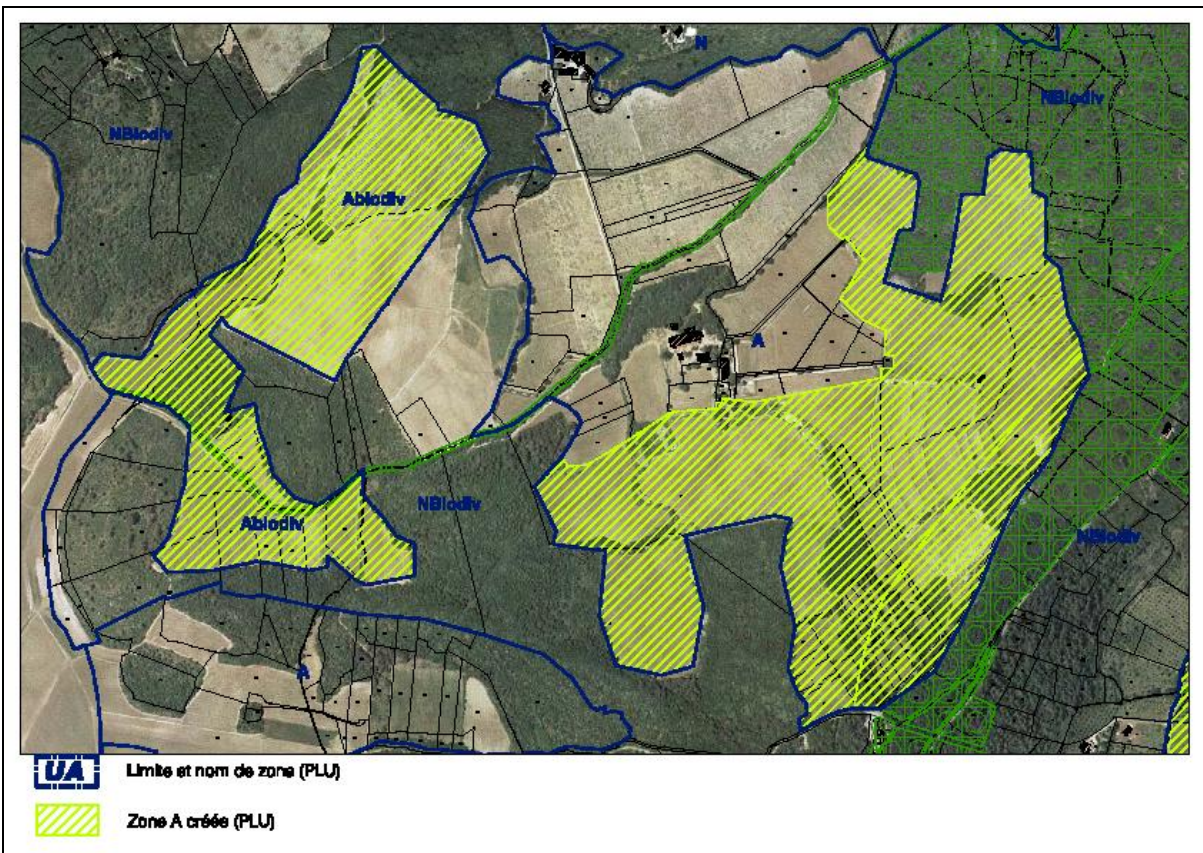 N
NBiodiv
NBiodiv
Abiodiv
A
NBiodiv
Abiodiv
NBiodiv
A
UA Limite et nom de zone (PLU)
Zone A créée (PLU)